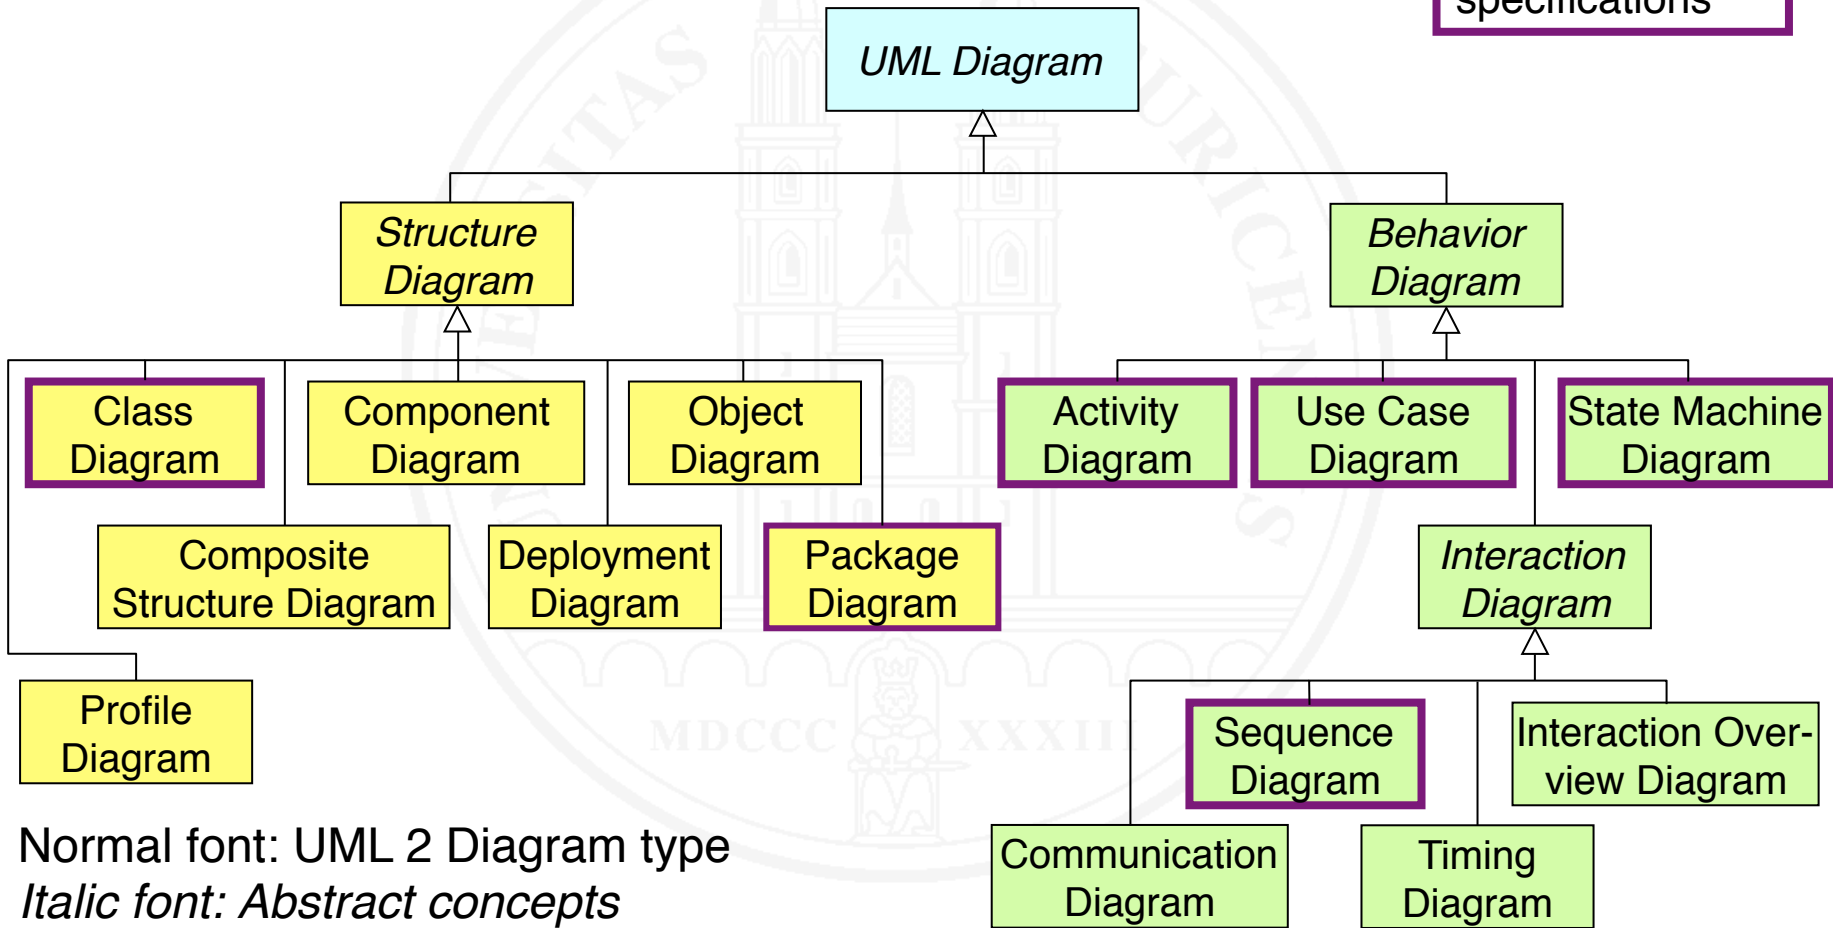 specifications
UML Diagram
Structure
Diagram
Behavior
Diagram
Class
Diagram
Component
Diagram
Object
Diagram
Activity
Diagram
Use Case
Diagram
State Machine
Diagram
Composite
Structure Diagram
Deployment
Diagram
Package
Diagram
Interaction
Diagram
Profile
Diagram
Sequence
Diagram
Interaction Over-
view Diagram
Communication
Diagram
Timing
Diagram
Normal font: UML 2 Diagram type
Italic font: Abstract concepts
MDCCC XXXIII